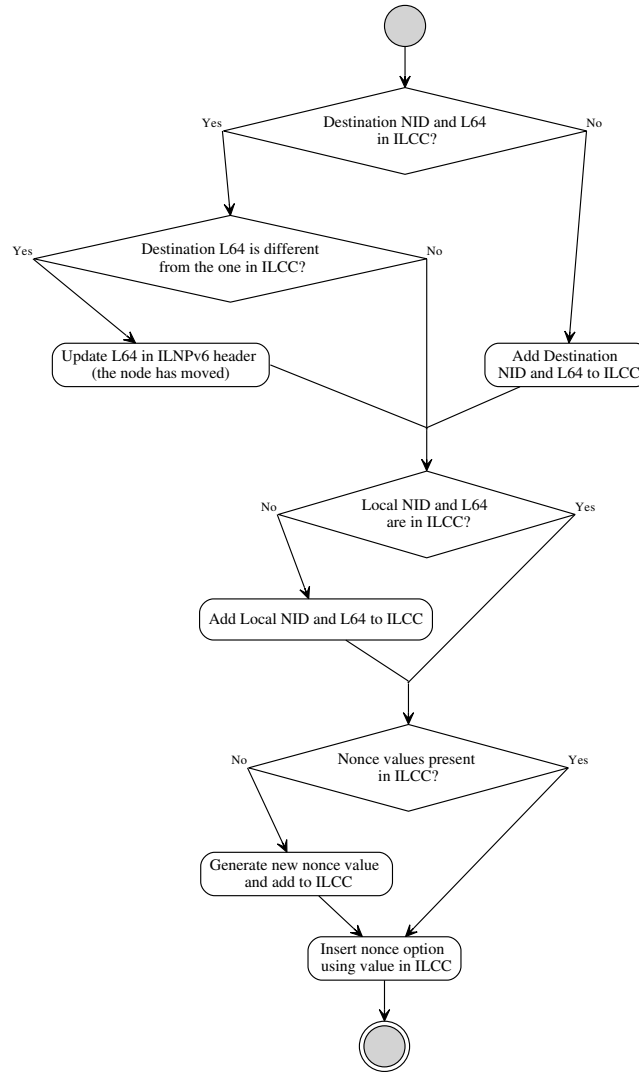 Destination NID and L64
in ILCC?
Yes
No
Destination L64 is different
from the one in ILCC?
Yes
No
Update L64 in ILNPv6 header
(the node has moved)
Add Destination
NID and L64 to ILCC
Local NID and L64
are in ILCC?
No
Yes
Add Local NID and L64 to ILCC
Nonce values present
in ILCC?
No
Yes
Generate new nonce value
and add to ILCC
Insert nonce option
using value in ILCC